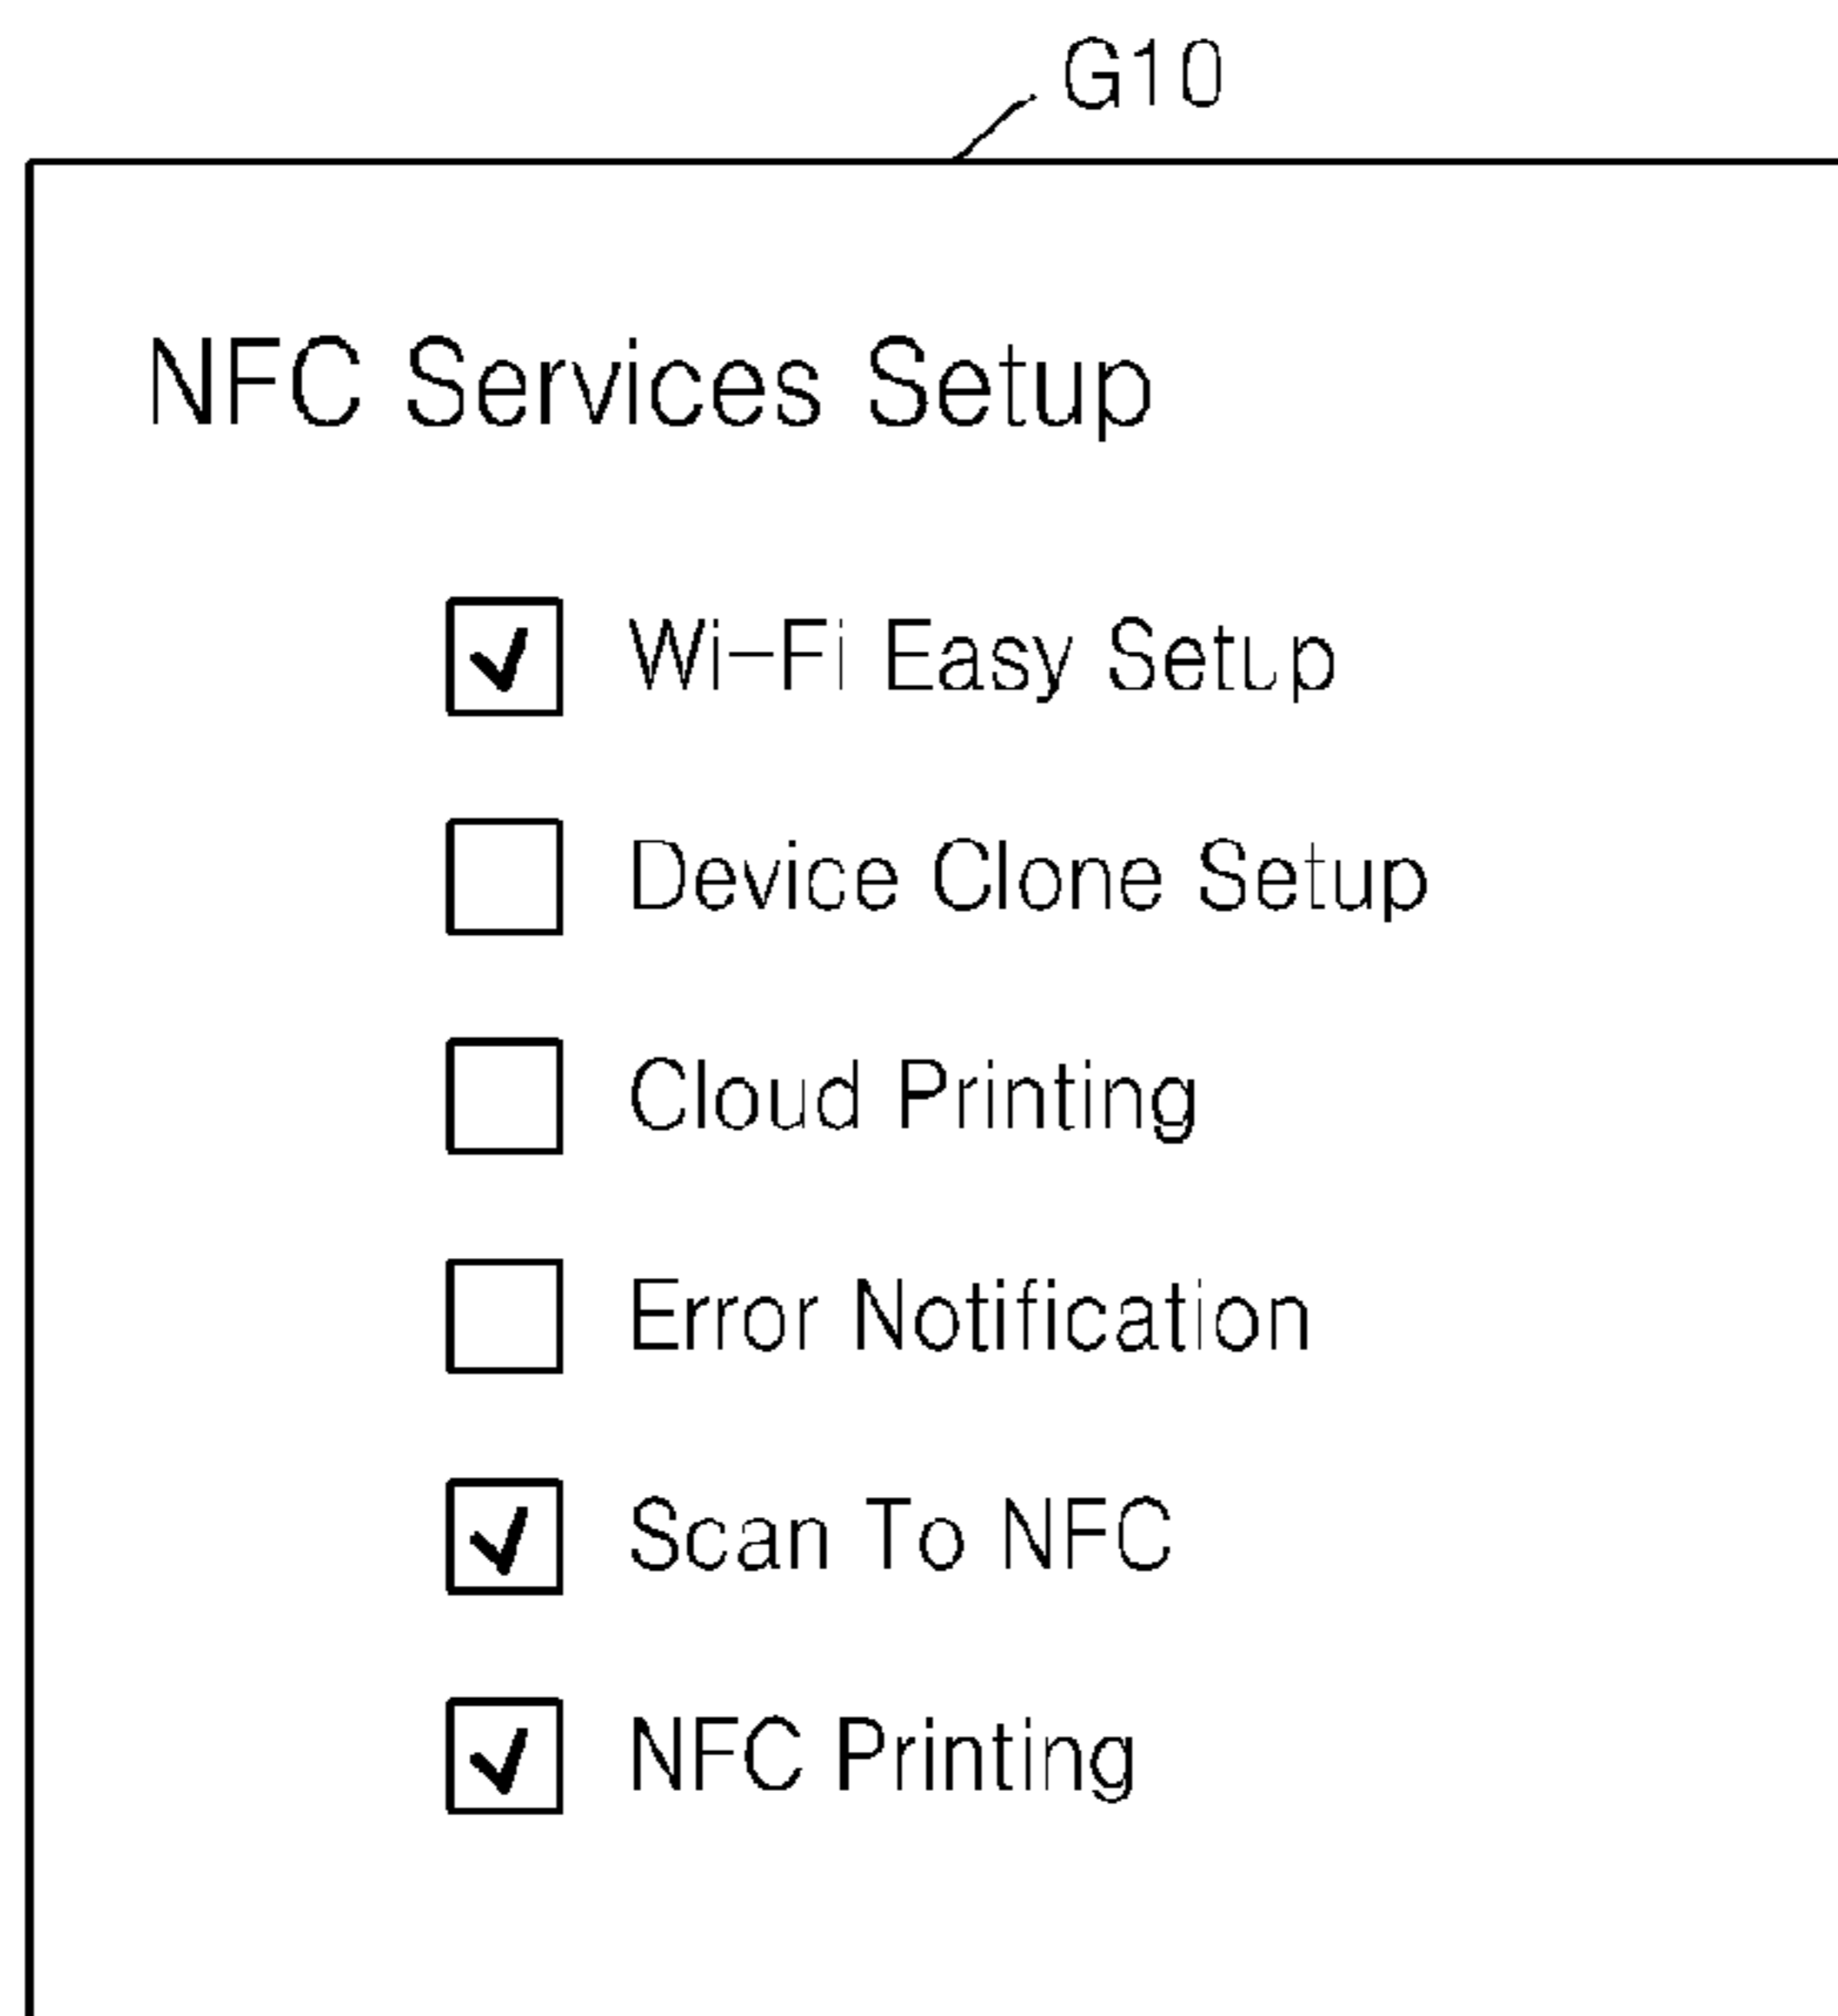 G10
NFC Services Setup
Wi-Fi Easy Setup
Device Clone Setup
Cloud Printing
Error Notification
Scan To NFC
NFC Printing